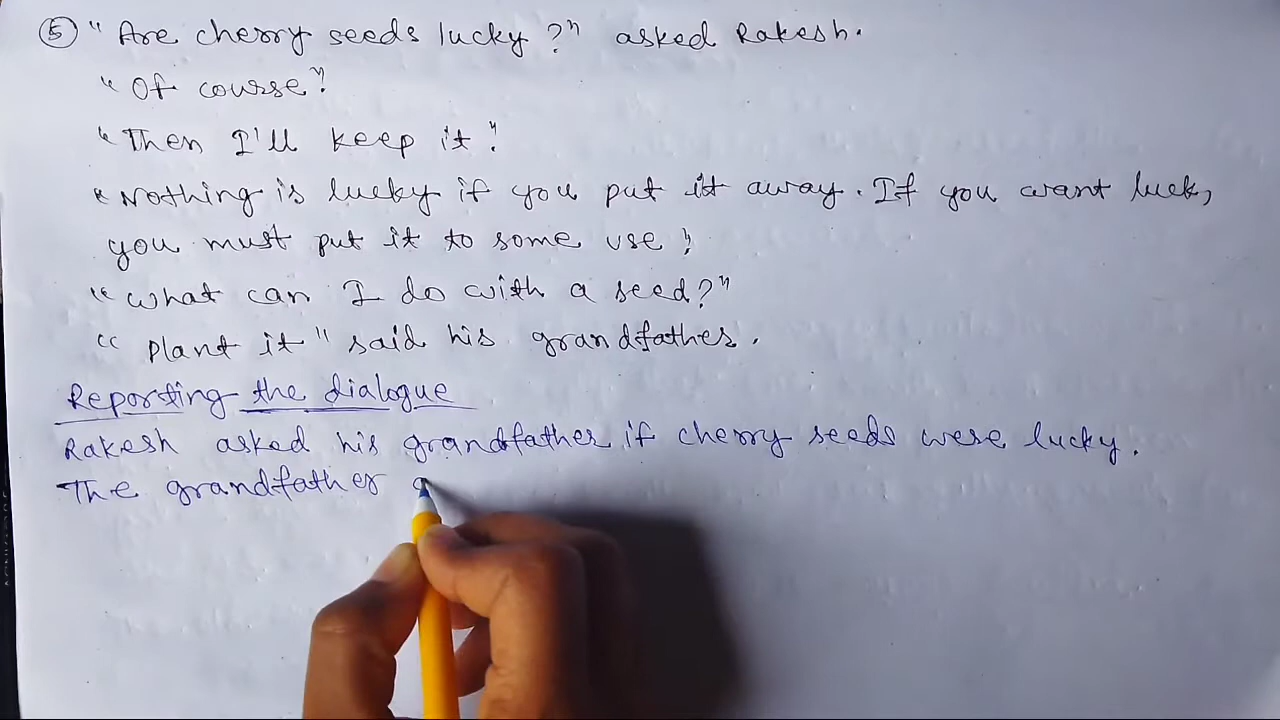 ⑤ "Are cherry seeds lucky?" asked Rakesh.
"Of course".
"Then I'll keep it".
"Nothing is lucky if you put it away. If you want luck,
you must put it to some use",
"What can I do with a seed?"
"Plant it" said his grandfather.
Reporting the dialogue
Rakesh asked his grandfather if cherry seeds were lucky.
The grandfather